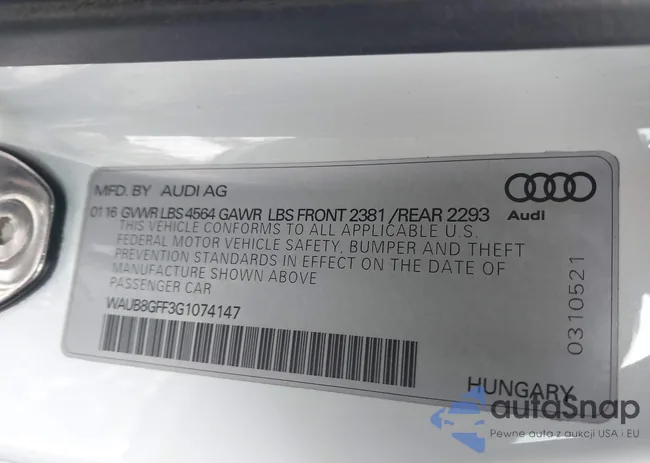 MFD. BY AUDI AG
01 16 GVWR LBS 4564 GAWR LBS FRONT 2381 /REAR 2293
THIS VEHICLE CONFORMS TO ALL APPLICABLE U.S.
FEDERAL MOTOR VEHICLE SAFETY, BUMPER AND THEFT
PREVENTION STANDARDS IN EFFECT ON THE DATE OF
MANUFACTURE SHOWN ABOVE
PASSENGER CAR
WAUB8GFF3G1074147
Audi
0310521
HUNGARY
autoSnap
Pewne auta z aukcji USA i EU